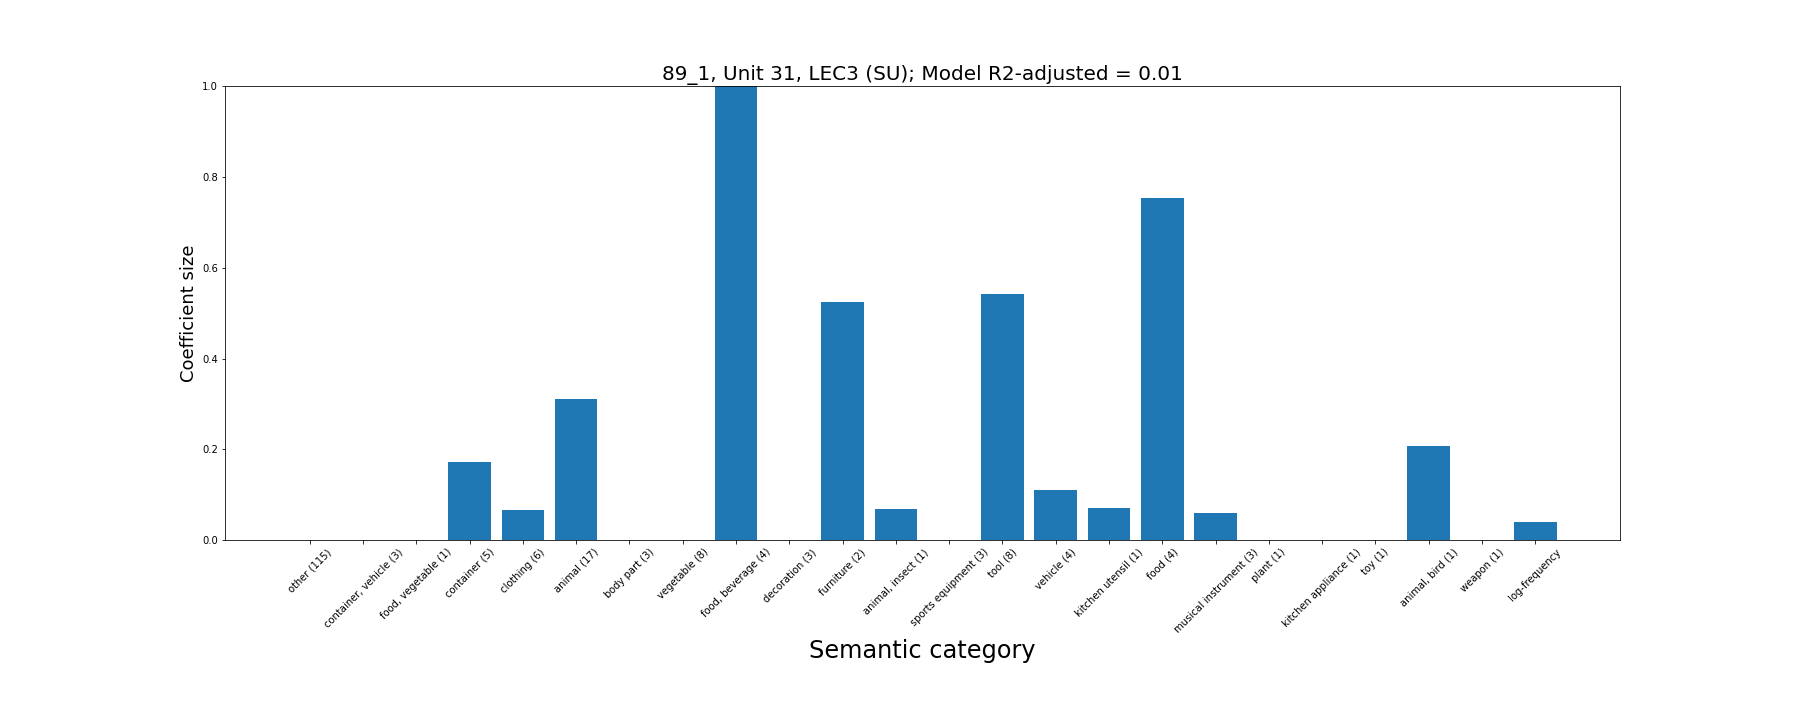 89_1, Unit 31, LEC3 (SU); Model R2-adjusted = 0.01
Coefficient size
1.0
0.8
0.6
0.4
0.2
0.0
other (115)
container, vehicle (3)
food, vegetable (1)
container (5)
clothing (6)
animal (17)
body part (3)
vegetable (8)
food, beverage (4)
decoration (3)
furniture (2)
animal, insect (1)
sports equipment (3)
tool (8)
vehicle (4)
kitchen utensil (1)
food (4)
musical instrument (3)
plant (1)
kitchen appliance (1)
toy (1)
animal, bird (1)
weapon (1)
log-frequency
Semantic category